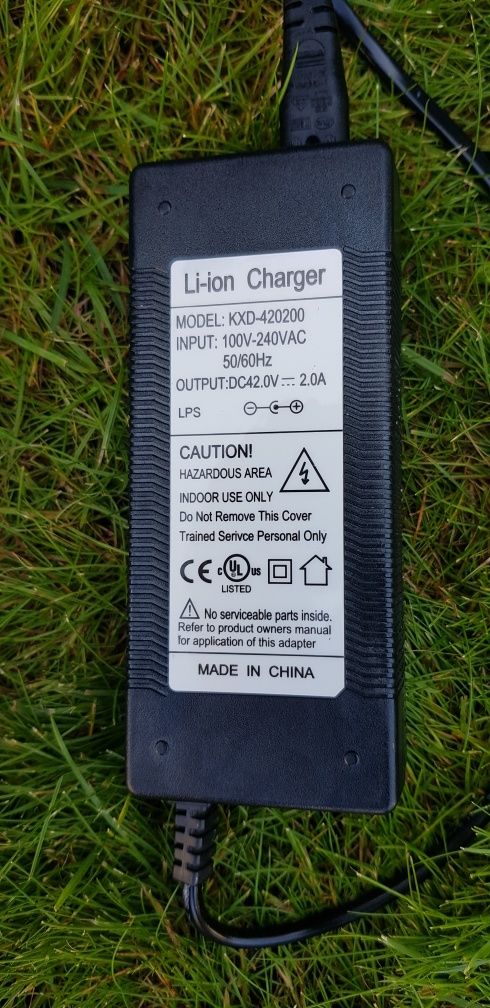 Li-ion Charger
MODEL: KXD-420200
INPUT: 100V-240VAC
50/60Hz
OUTPUT:DC42.0V⎓2.0A
LPS
CAUTION!
HAZARDOUS AREA
INDOOR USE ONLY
Do Not Remove This Cover
Trained Serivce Personal Only
CE c UL us
LISTED
No serviceable parts inside.
Refer to product owners manual
for application of this adapter
MADE IN CHINA